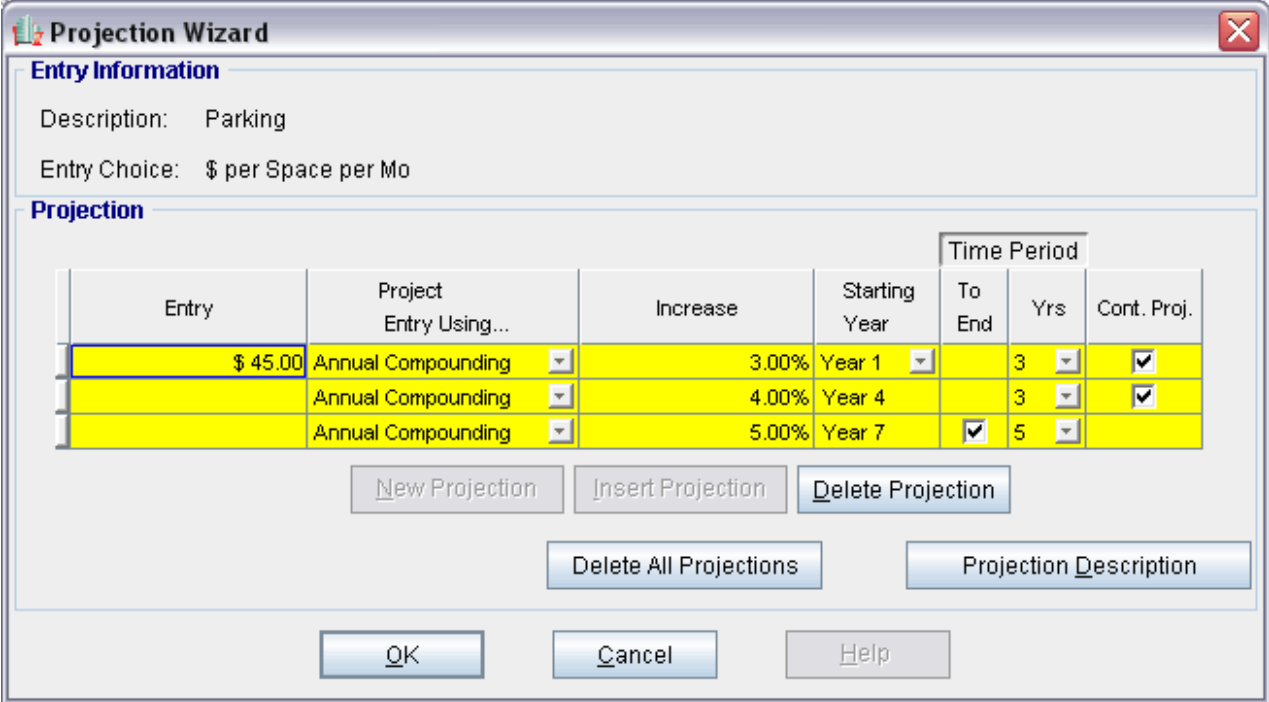 Projection Wizard
Entry Information
Description: Parking
Entry Choice: $ per Space per Mo
Projection
Time Period
Entry Project Entry Using... Increase Starting Year To End Yrs Cont. Proj.
$ 45.00 Annual Compounding 3.00% Year 1 3
Annual Compounding 4.00% Year 4 3
Annual Compounding 5.00% Year 7 5
New Projection Insert Projection Delete Projection
Delete All Projections Projection Description
OK Cancel Help